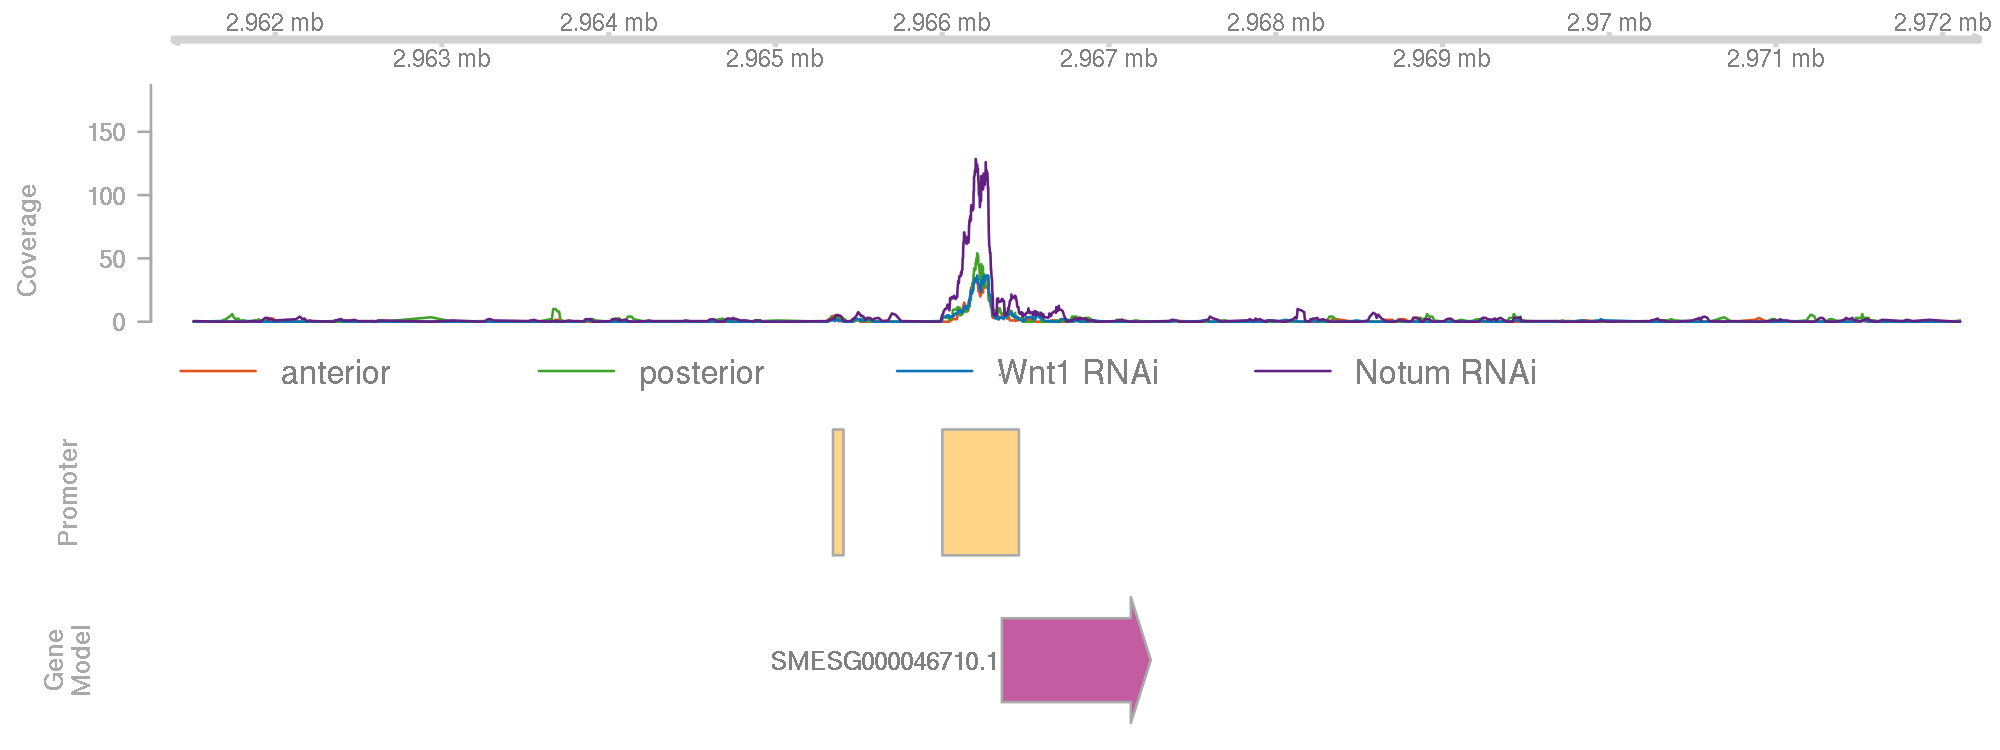 2.962 mb 2.964 mb 2.966 mb 2.968 mb 2.97 mb 2.972 mb
2.963 mb 2.965 mb 2.967 mb 2.969 mb 2.971 mb
Coverage
150
100
50
0
anterior posterior Wnt1 RNAi Notum RNAi
Promoter
Gene
Model
SMESG000046710.1